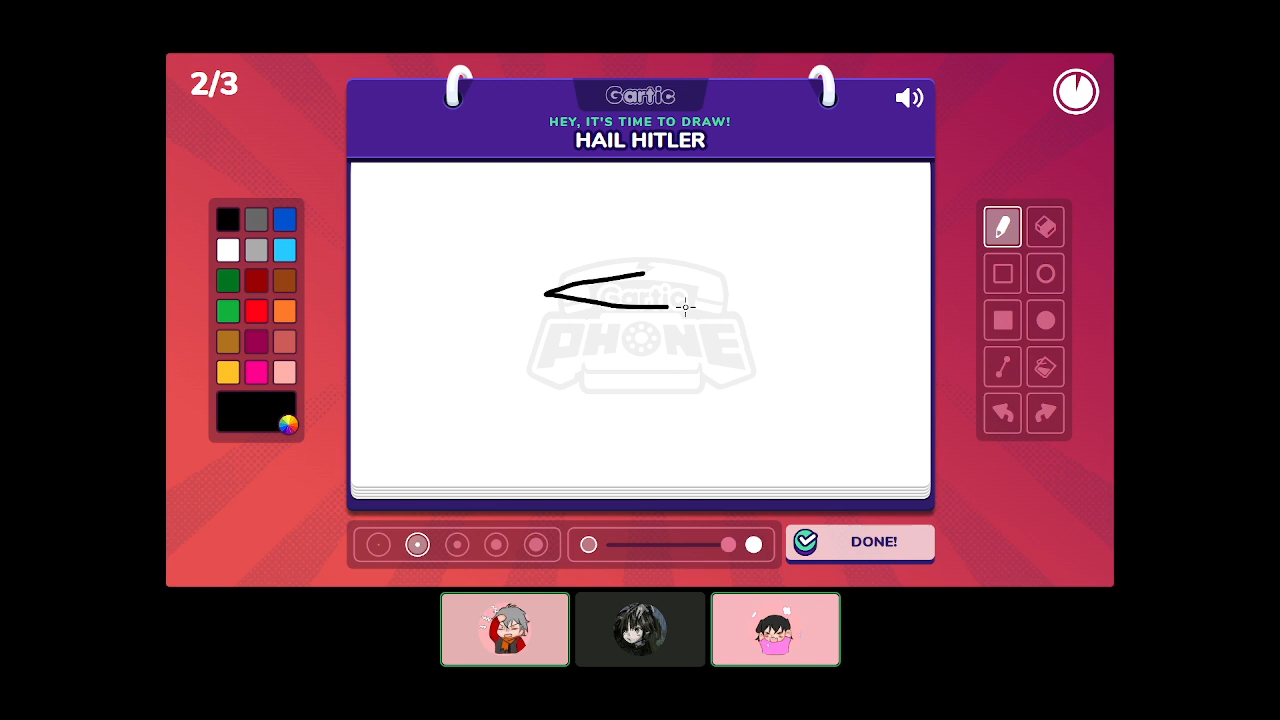 2/3
Gartic
HEY, IT'S TIME TO DRAW!
HAIL HITLER
Gartic
PHONE
DONE!